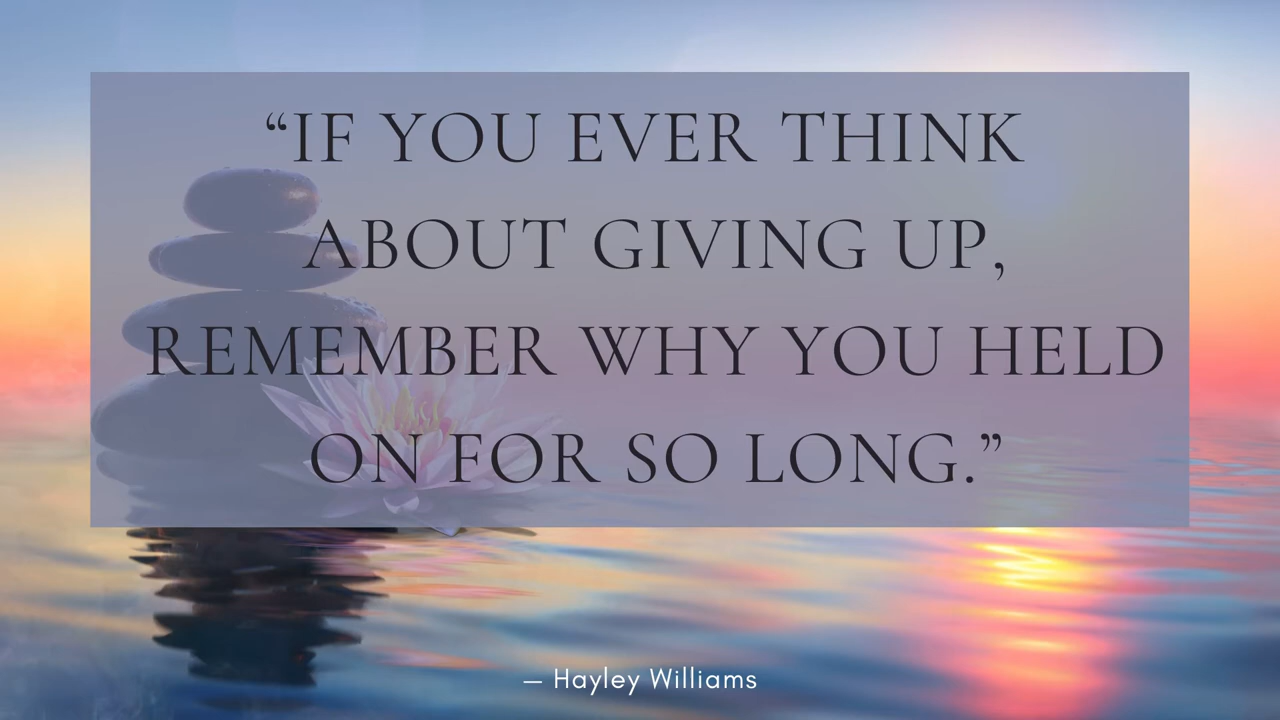 “IF YOU EVER THINK
ABOUT GIVING UP,
REMEMBER WHY YOU HELD
ON FOR SO LONG.”
– Hayley Williams